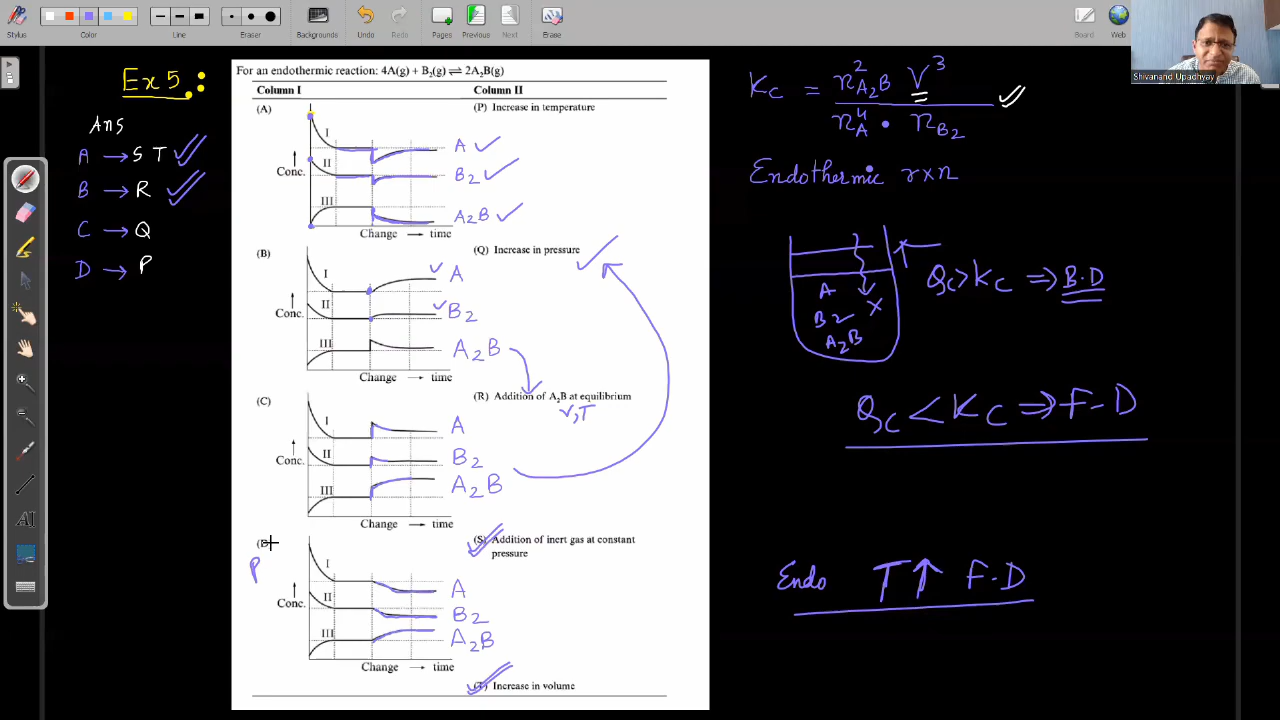 Stylus
Color
Line
Eraser
Backgrounds
Undo
Redo
Pages
Previous
Next
Erase
Board
Web
Shivanand Upadhyay
Ex 5 :
Ans
A → S T
B → R
C → Q
D → P
For an endothermic reaction: 4A(g) + B₂(g) ⇌ 2A₂B(g)
Column I
Column II
(A)
I
II
III
Conc.
Change → time
A
B₂
A₂B
(P) Increase in temperature
(B)
I
II
III
Conc.
Change → time
A
B₂
A₂B
(Q) Increase in pressure
(C)
I
II
III
Conc.
Change → time
A
B₂
A₂B
(R) Addition of A₂B at equilibrium
V, T
P
I
II
III
Conc.
Change → time
A
B₂
A₂B
(S) Addition of inert gas at constant
pressure
(T) Increase in volume
Kc = n²A₂B V³
n⁴A · nB₂
Endothermic rxn
A
B₂
A₂B
X
Qc > Kc ⇒ B.D
Qc < Kc ⇒ F-D
Endo T↑ F-D
AI